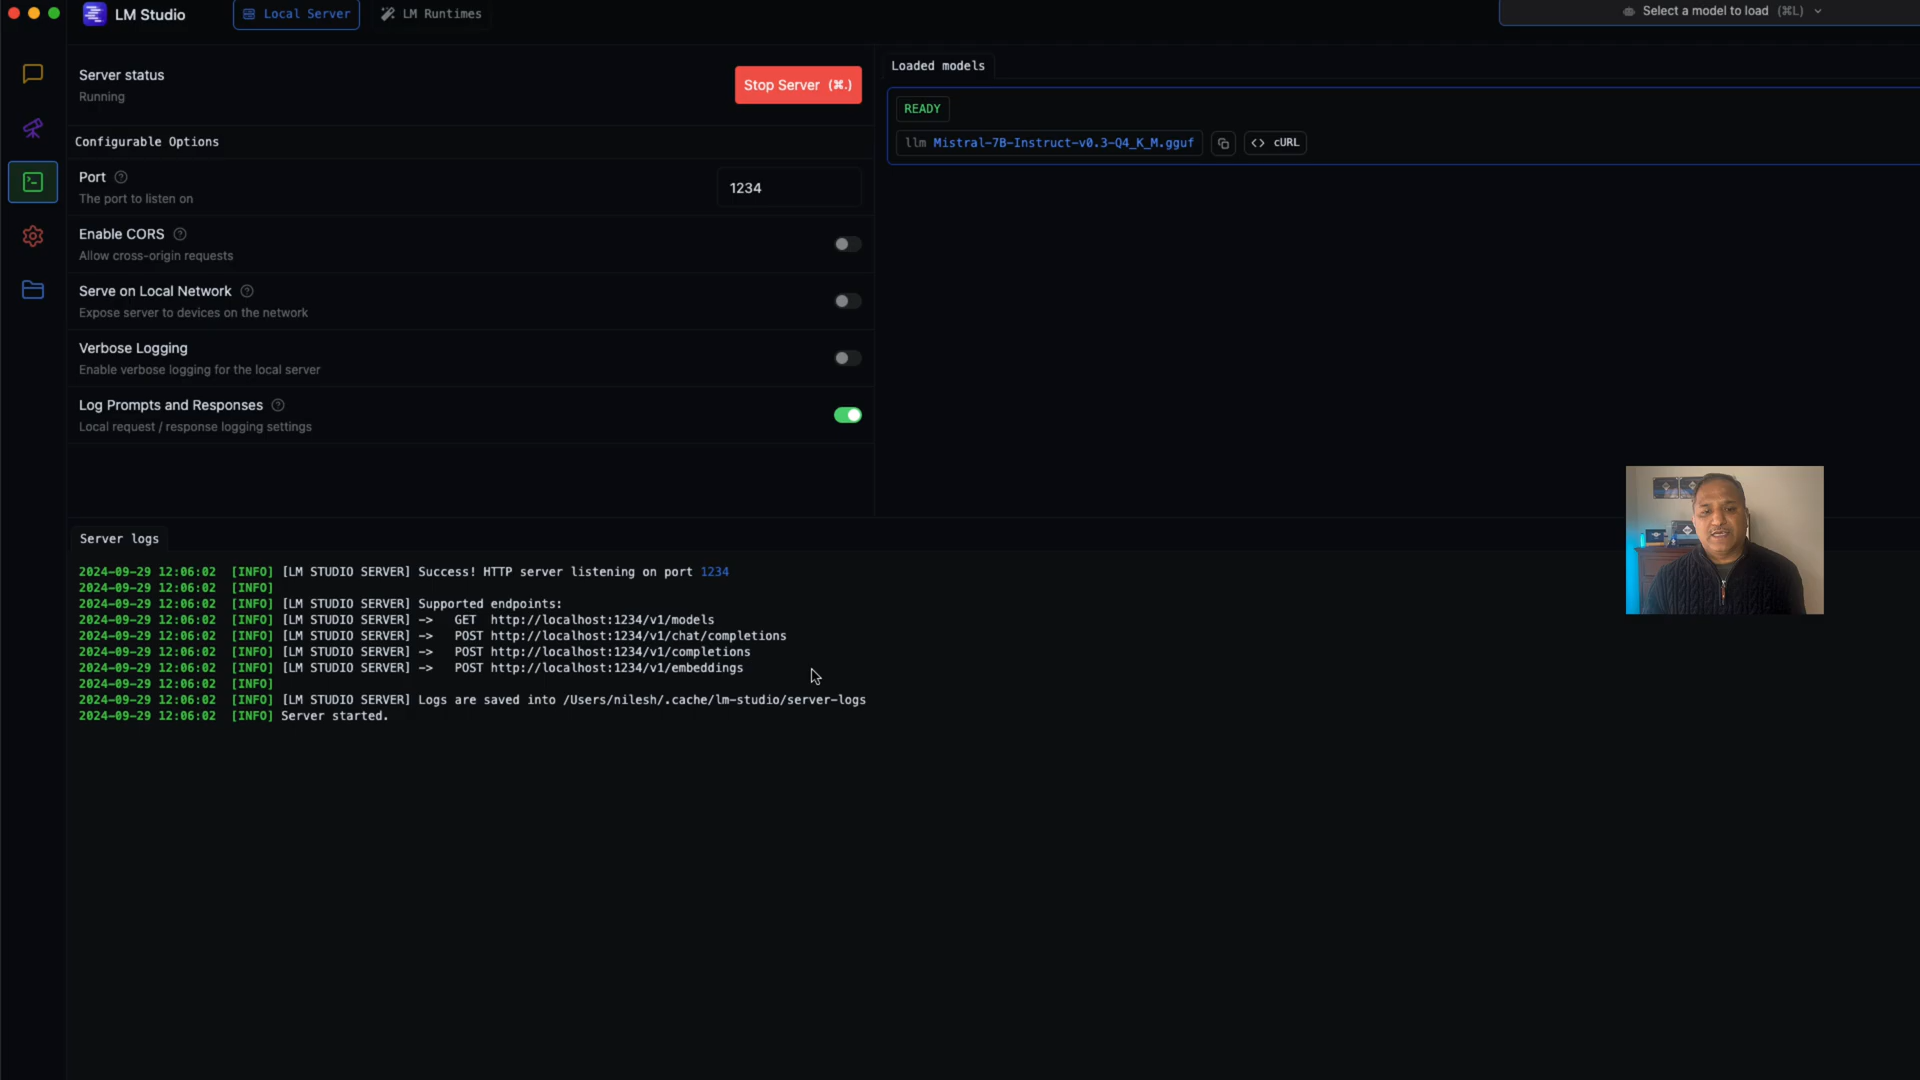 LM Studio
Local Server
LM Runtimes
Select a model to load (⌘L)
Server status
Running
Stop Server (⌘.)
Configurable Options
Port
The port to listen on
1234
Enable CORS
Allow cross-origin requests
Serve on Local Network
Expose server to devices on the network
Verbose Logging
Enable verbose logging for the local server
Log Prompts and Responses
Local request / response logging settings
Loaded models
READY
llm Mistral-7B-Instruct-v0.3-Q4_K_M.gguf
<> cURL
Server logs
2024-09-29 12:06:02 [INFO] [LM STUDIO SERVER] Success! HTTP server listening on port 1234
2024-09-29 12:06:02 [INFO]
2024-09-29 12:06:02 [INFO] [LM STUDIO SERVER] Supported endpoints:
2024-09-29 12:06:02 [INFO] [LM STUDIO SERVER] -> GET http://localhost:1234/v1/models
2024-09-29 12:06:02 [INFO] [LM STUDIO SERVER] -> POST http://localhost:1234/v1/chat/completions
2024-09-29 12:06:02 [INFO] [LM STUDIO SERVER] -> POST http://localhost:1234/v1/completions
2024-09-29 12:06:02 [INFO] [LM STUDIO SERVER] -> POST http://localhost:1234/v1/embeddings
2024-09-29 12:06:02 [INFO]
2024-09-29 12:06:02 [INFO] [LM STUDIO SERVER] Logs are saved into /Users/nilesh/.cache/lm-studio/server-logs
2024-09-29 12:06:02 [INFO] Server started.